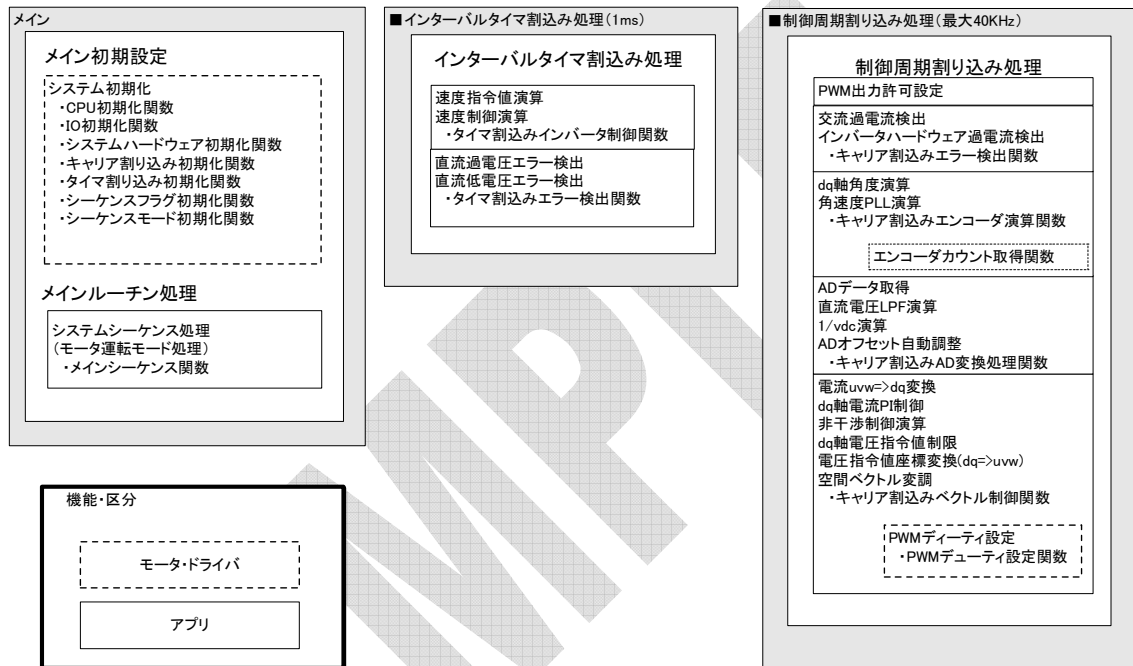 メイン
メイン初期設定
システム初期化
・CPU初期化関数
・IO初期化関数
・システムハードウェア初期化関数
・キャリア割り込み初期化関数
・タイマ割り込み初期化関数
・シーケンスフラグ初期化関数
・シーケンスモード初期化関数
メインルーチン処理
システムシーケンス処理
(モータ運転モード処理)
・メインシーケンス関数
■インターバルタイマ割込み処理(1ms)
インターバルタイマ割込み処理
速度指令値演算
速度制御演算
・タイマ割込みインバータ制御関数
直流過電圧エラー検出
直流低電圧エラー検出
・タイマ割込みエラー検出関数
■制御周期割り込み処理(最大40KHz)
制御周期割り込み処理
PWM出力許可設定
交流過電流検出
インバータハードウェア過電流検出
・キャリア割込みエラー検出関数
dq軸角度演算
角速度PLL演算
・キャリア割込みエンコーダ演算関数
エンコーダカウント取得関数
ADデータ取得
直流電圧LPF演算
1/vdc演算
ADオフセット自動調整
・キャリア割込みAD変換処理関数
電流uvw=>dq変換
dq軸電流PI制御
非干渉制御演算
dq軸電圧指令値制限
電圧指令値座標変換(dq=>uvw)
空間ベクトル変調
・キャリア割込みベクトル制御関数
PWMディーティ設定
・PWMデューティ設定関数
機能・区分
モータ・ドライバ
アプリ